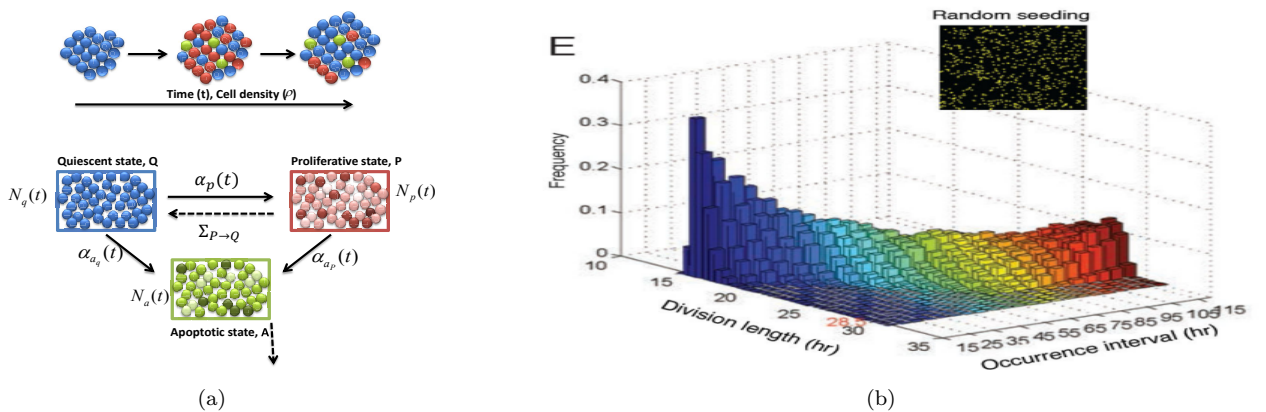 Time (t), Cell density (ρ)
Quiescent state, Q
Proliferative state, P
N_q(t)
α_p(t)
N_p(t)
Σ_{P→Q}
α_{a_q}(t)
α_{a_p}(t)
N_a(t)
Apoptotic state, A
(a)
Random seeding
E
0.4
0.3
0.2
0.1
0
Frequency
10
15
20
25
28.5
30
35
Division length (hr)
15
25
35
45
55
65
75
85
95
105
115
Occurrence interval (hr)
(b)